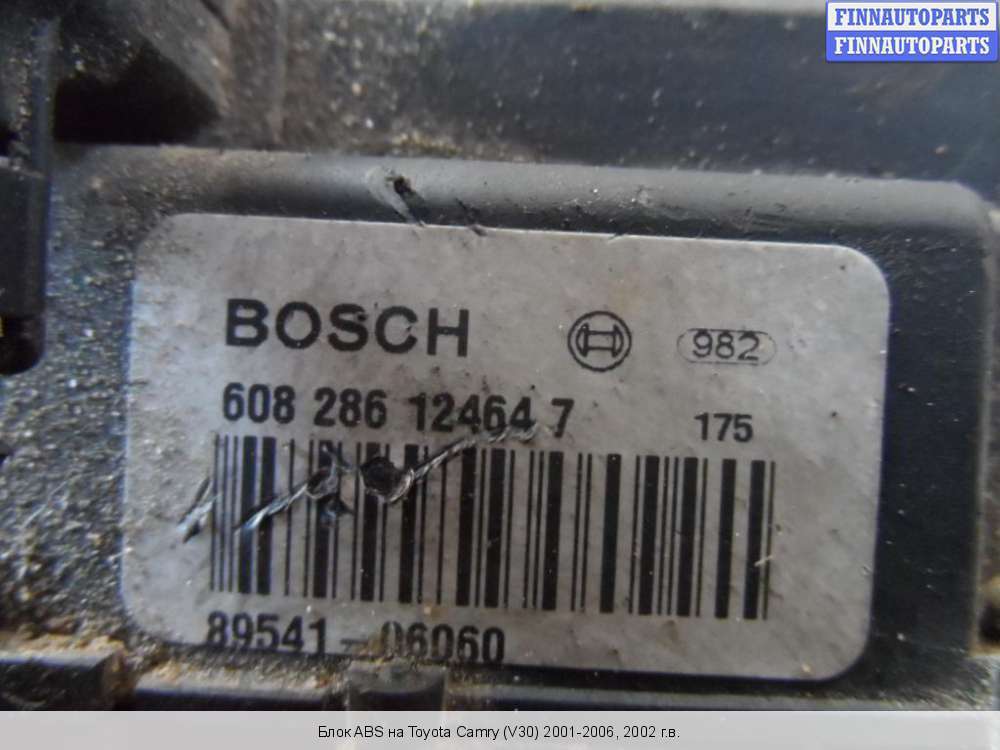 FINNAUTOPARTS
FINNAUTOPARTS
BOSCH 982
608 286 12464 7 175
89541-06060
Блок ABS на Toyota Camry (V30) 2001-2006, 2002 г.в.